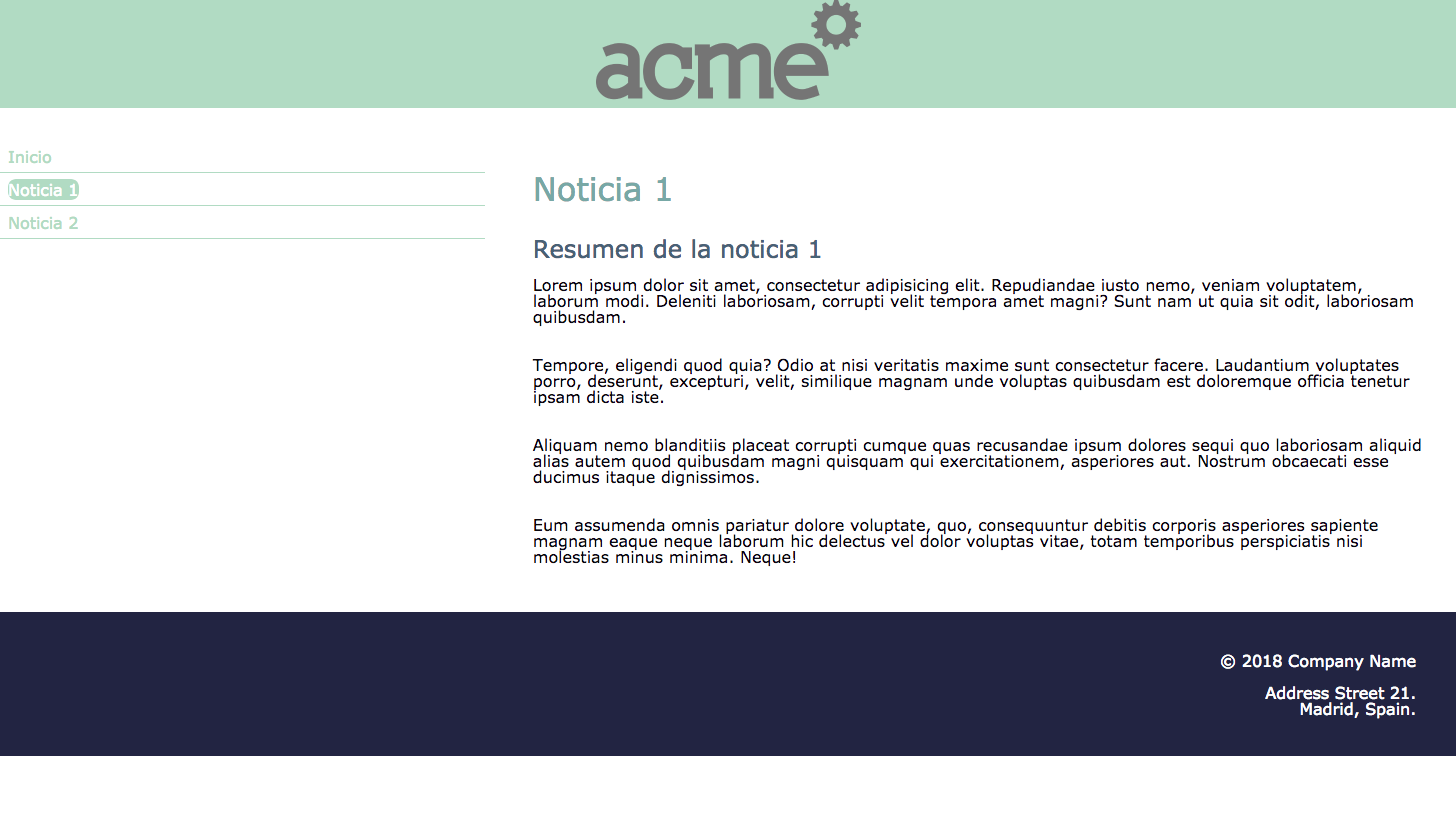 acme
Inicio
Noticia 1
Noticia 2
Noticia 1
Resumen de la noticia 1
Lorem ipsum dolor sit amet, consectetur adipisicing elit. Repudiandae iusto nemo, veniam voluptatem,
laborum modi. Deleniti laboriosam, corrupti velit tempora amet magni? Sunt nam ut quia sit odit, laboriosam
quibusdam.
Tempore, eligendi quod quia? Odio at nisi veritatis maxime sunt consectetur facere. Laudantium voluptates
porro, deserunt, excepturi, velit, similique magnam unde voluptas quibusdam est doloremque officia tenetur
ipsam dicta iste.
Aliquam nemo blanditiis placeat corrupti cumque quas recusandae ipsum dolores sequi quo laboriosam aliquid
alias autem quod quibusdam magni quisquam qui exercitationem, asperiores aut. Nostrum obcaecati esse
ducimus itaque dignissimos.
Eum assumenda omnis pariatur dolore voluptate, quo, consequuntur debitis corporis asperiores sapiente
magnam eaque neque laborum hic delectus vel dolor voluptas vitae, totam temporibus perspiciatis nisi
molestias minus minima. Neque!
© 2018 Company Name
Address Street 21.
Madrid, Spain.